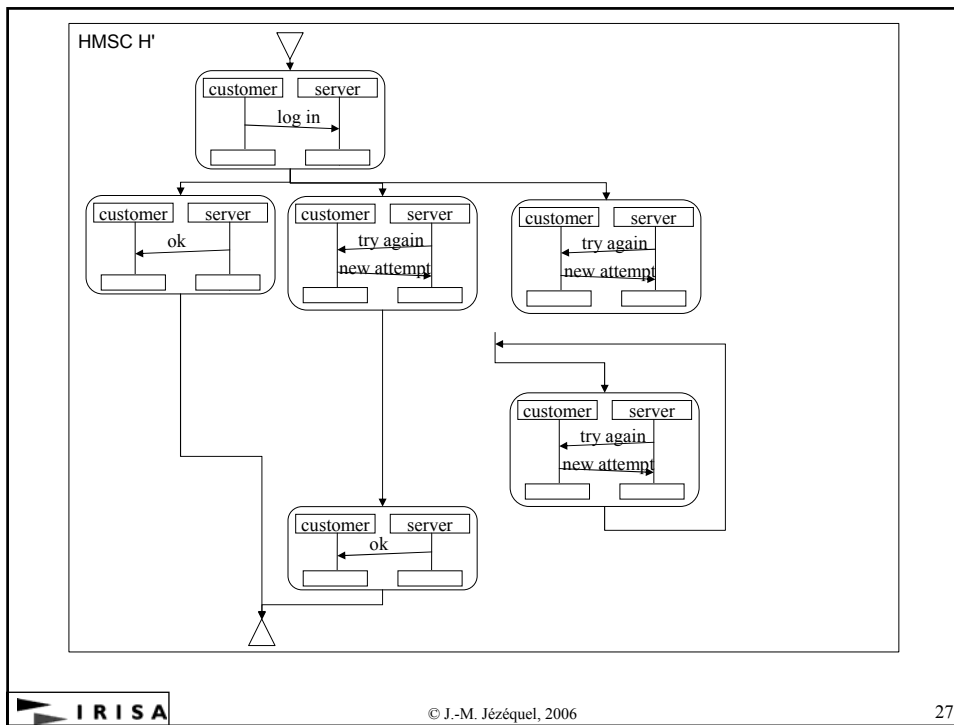 HMSC H'
customer server
log in
customer server
ok
customer server
try again
new attempt
customer server
try again
new attempt
customer server
try again
new attempt
customer server
ok
IRISA
© J.-M. Jézéquel, 2006
27